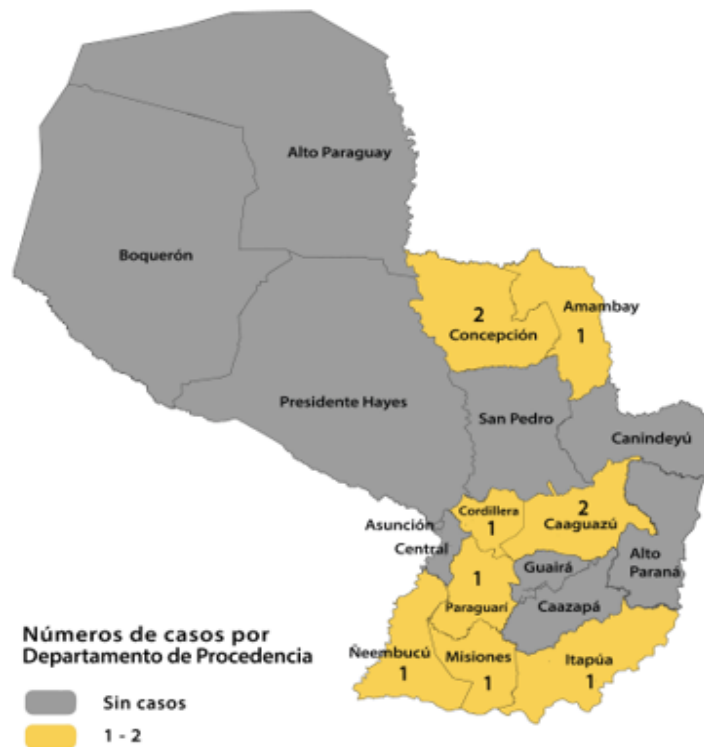 Alto Paraguay
Boquerón
2
Concepción
Amambay
1
Presidente Hayes
San Pedro
Canindeyú
Cordillera
1
2
Caaguazú
Asunción
Central
Guairá
Alto
Paraná
1
Paraguarí
Caazapá
Ñeembucú
1
Misiones
1
Itapúa
1
Números de casos por
Departamento de Procedencia
Sin casos
1 - 2